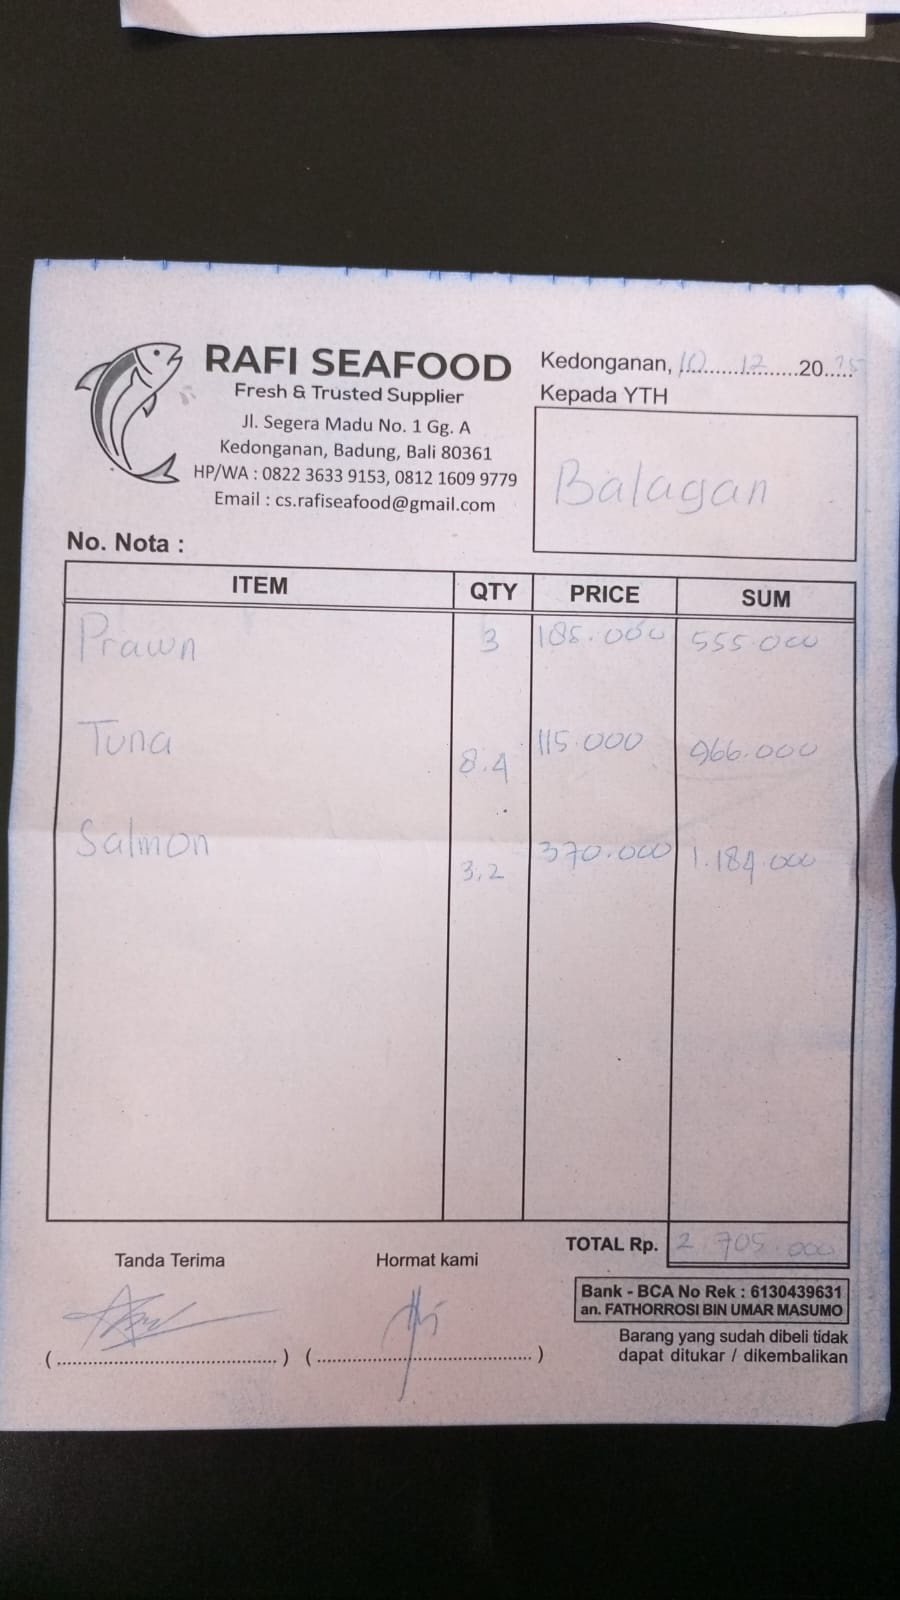 RAFI SEAFOOD
Fresh & Trusted Supplier
Jl. Segera Madu No. 1 Gg. A
Kedonganan, Badung, Bali 80361
HP/WA : 0822 3633 9153, 0812 1609 9779
Email : cs.rafiseafood@gmail.com
Kedonganan, 10 12 2025
Kepada YTH
Balagan
No. Nota :
ITEM QTY PRICE SUM
Prawn 3 185.000 555.000
Tuna 8.4 115.000 966.000
Salmon 3,2 370.000 1.184.000
TOTAL Rp. 2.705.000
Tanda Terima Hormat kami
Bank - BCA No Rek : 6130439631
an. FATHORROSI BIN UMAR MASUMO
Barang yang sudah dibeli tidak
dapat ditukar / dikembalikan